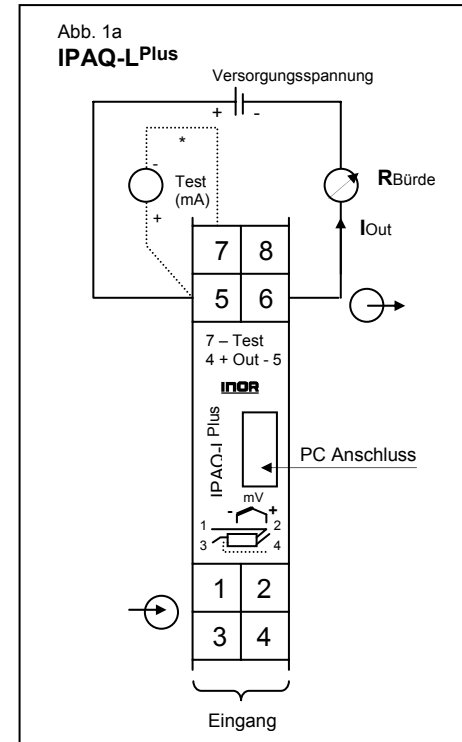 Abb. 1a
IPAQ-LPlus
Versorgungsspannung
+ -
*
-
Test
(mA)
+
RBürde
IOut
7 8
5 6
7 – Test
4 + Out - 5
INOR
IPAQ-L Plus
PC Anschluss
mV
- +
1 2
3 4
1 2
3 4
Eingang